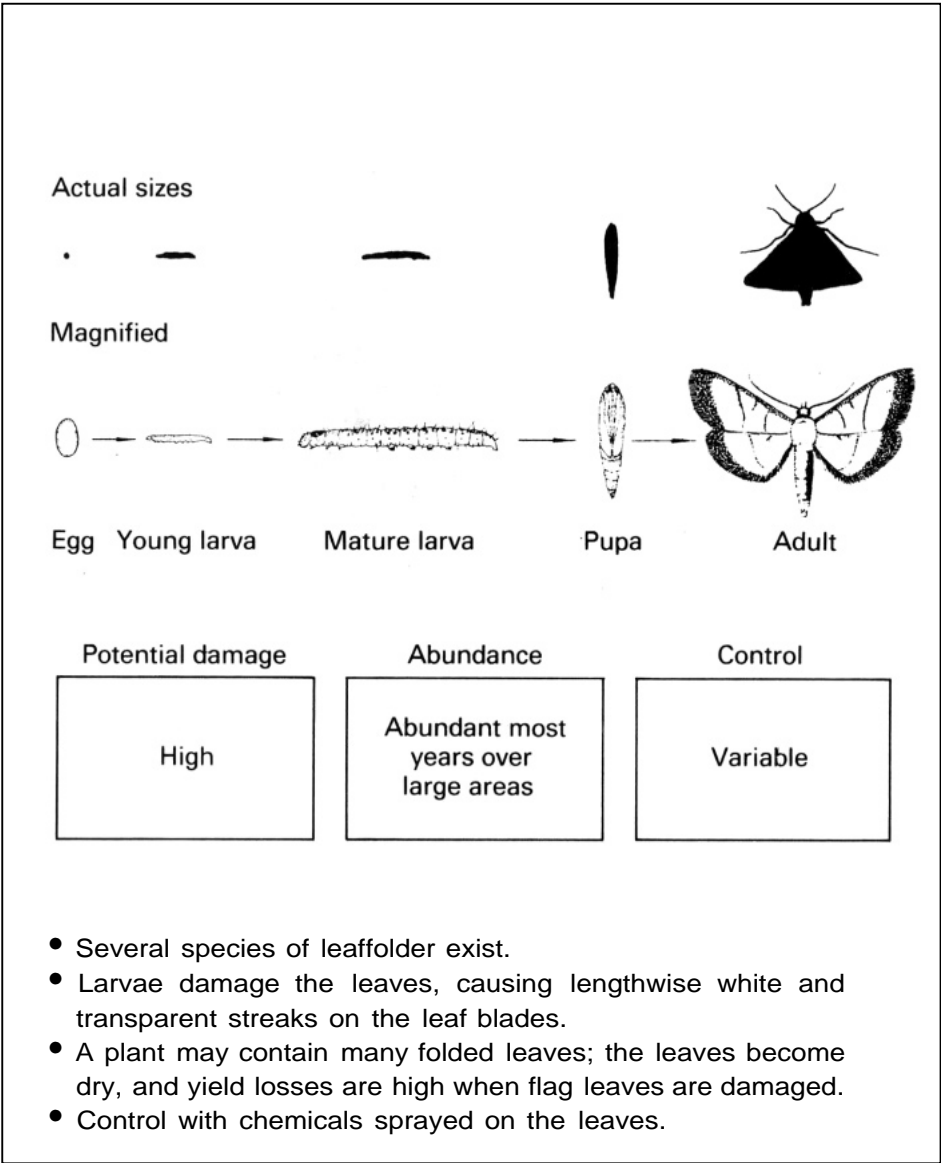 Actual sizes
Magnified
Egg Young larva Mature larva Pupa Adult
Potential damage Abundance Control
High
Abundant most
years over
large areas
Variable
• Several species of leaffolder exist.
• Larvae damage the leaves, causing lengthwise white and
transparent streaks on the leaf blades.
• A plant may contain many folded leaves; the leaves become
dry, and yield losses are high when flag leaves are damaged.
• Control with chemicals sprayed on the leaves.